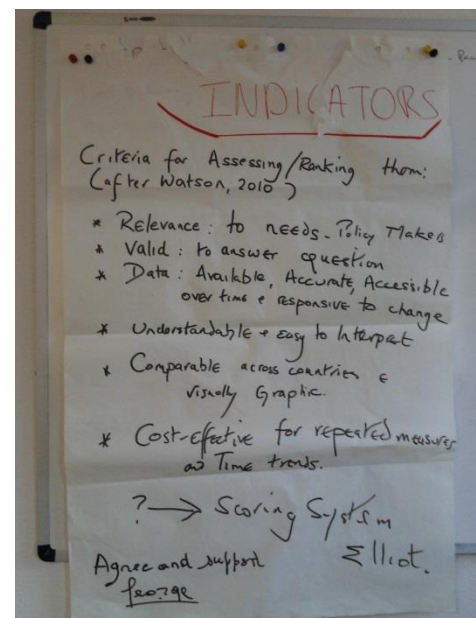 INDICATORS
Criteria for Assessing/Ranking them:
(after Watson, 2010)
* Relevance: to needs - Policy Makers
* Valid: to answer question
* Data: Available, Accurate, Accessible
over time & responsive to change
* Understandable & easy to Interpret
* Comparable across countries &
visually Graphic.
* Cost-effective for repeated measures
and Time trends.
? → Scoring System
Elliot.
Agree and support
George